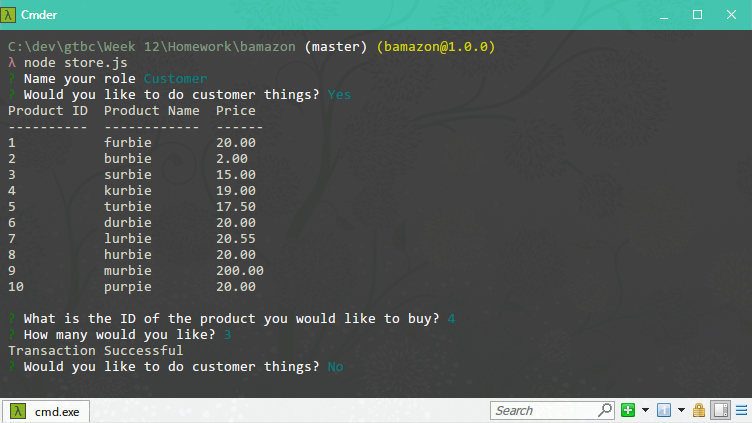 Cmder
C:\dev\gtbc\Week 12\Homework\bamazon (master) (bamazon@1.0.0)
λ node store.js
? Name your role Customer
? Would you like to do customer things? Yes
Product ID  Product Name  Price
----------  ------------  ------
1           furbie        20.00
2           burbie        2.00
3           surbie        15.00
4           kurbie        19.00
5           turbie        17.50
6           durbie        20.00
7           lurbie        20.55
8           hurbie        20.00
9           murbie        200.00
10          purpie        20.00
? What is the ID of the product you would like to buy? 4
? How many would you like? 3
Transaction Successful
? Would you like to do customer things? No
λ cmd.exe Search